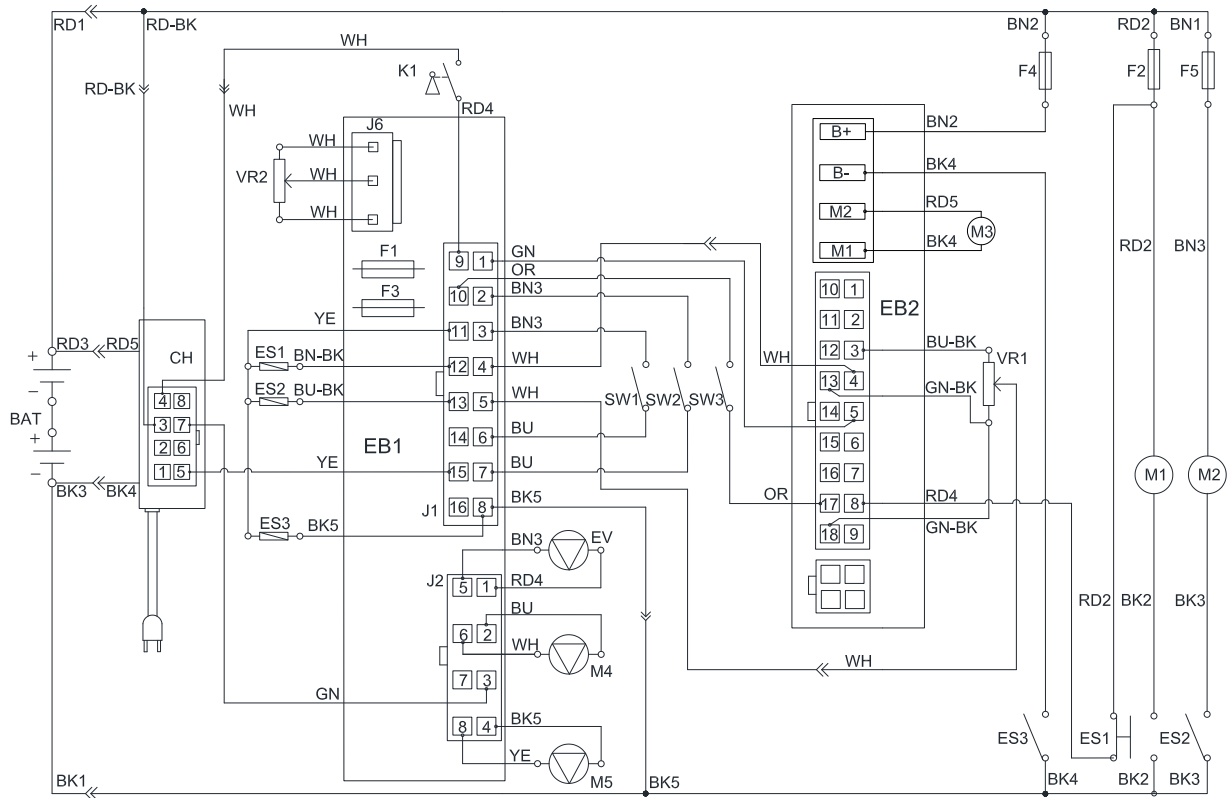 RD1 RD-BK BN2 RD2 BN1
WH
K1
F4 F2 F5
RD-BK
WH
RD4
J6
WH
B+ BN2
VR2 WH
B- BK4
WH
M2 RD5
M3
M1 BK4
RD2 BN3
F1
9 1 GN
OR
F3
10 2 BN3
10 1
EB2
YE
11 3 BN3
11 2
RD3 RD5
+
CH
ES1 BN-BK
12 4 WH
12 3 BU-BK
VR1
WH
-
ES2 BU-BK
13 5 WH
13 4 GN-BK
4 8
SW1 SW2 SW3
BAT
3 7
14 5
+
EB1
14 6 BU
15 6
2 6
-
1 5
YE
15 7 BU
16 7
M1 M2
BK3 BK4
OR
17 8 RD4
J1
16 8 BK5
GN-BK
18 9
ES3 BK5
BN3 EV
J2
5 1 RD4
BU
RD2 BK2 BK3
6 2
WH
M4
WH
7 3
GN
8 4 BK5
ES3 ES1 ES2
YE
M5
BK1 BK5 BK4 BK2 BK3